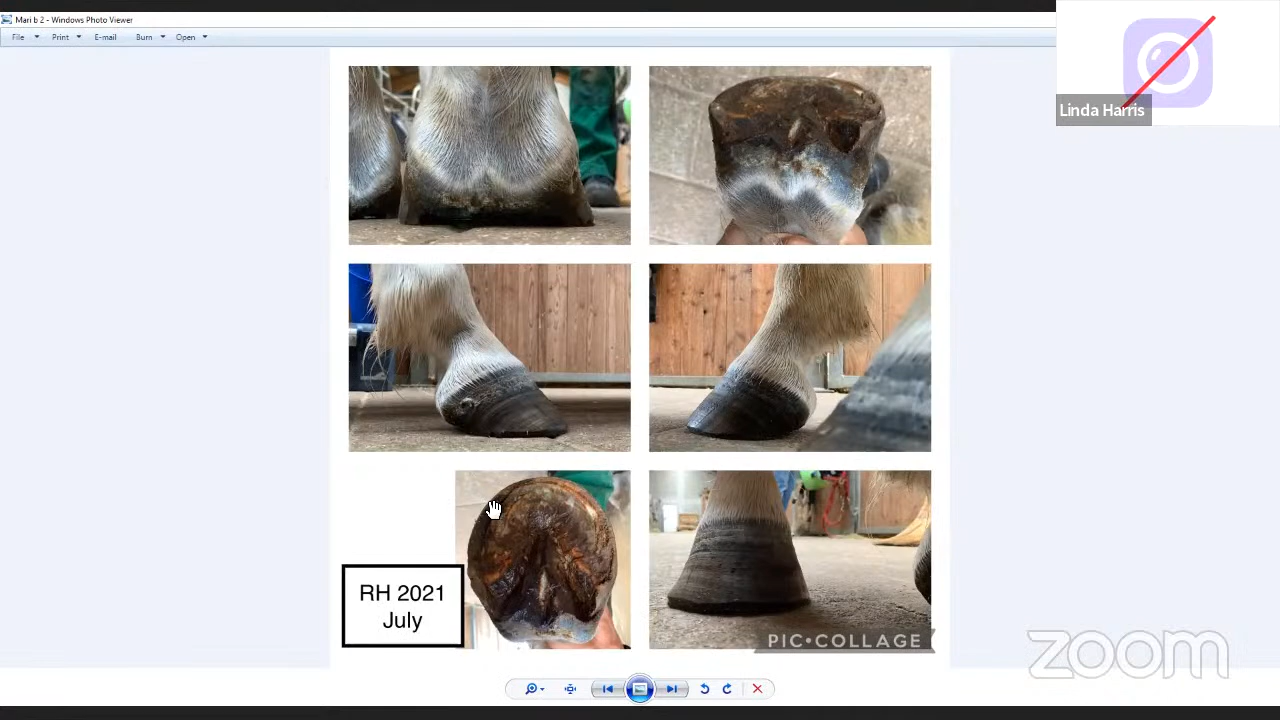 Mari b 2 - Windows Photo Viewer
File Print E-mail Burn Open
Linda Harris
RH 2021
July
PIC•COLLAGE
zoom